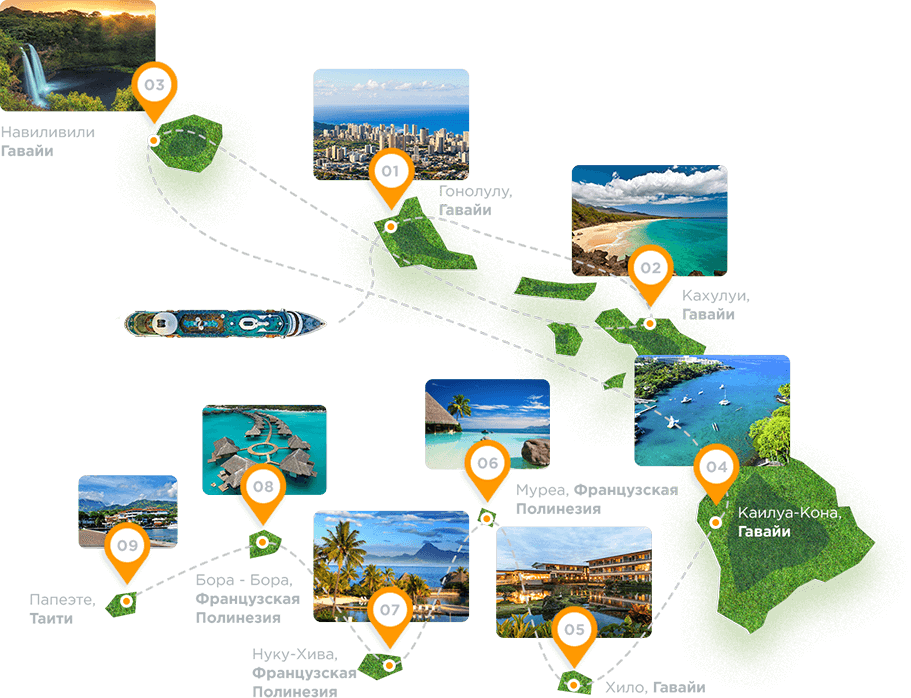 03
Навиливили
Гавайи
01
Гонолулу,
Гавайи
02
Кахулуи,
Гавайи
04
Каилуа-Кона,
Гавайи
06
Муреа, Французская
Полинезия
08
Бора - Бора,
Французская
Полинезия
09
Папеэте,
Таити
07
Нуку-Хива,
Французская
Полинезия
05
Хило, Гавайи